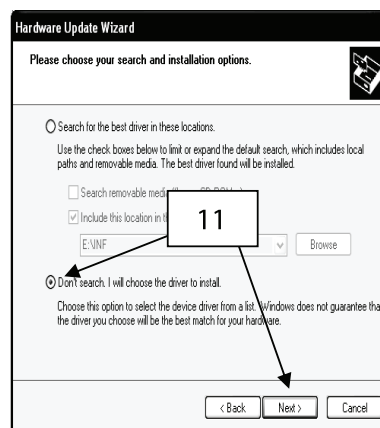 Hardware Update Wizard
Please choose your search and installation options.
Search for the best driver in these locations.
Use the check boxes below to limit or expand the default search, which includes local
paths and removable media. The best driver found will be installed.
Search removable
Include this location in
11
E:\INF
Browse
Don't search. I will choose the driver to install.
Choose this option to select the device driver from a list. Windows does not guarantee
the driver you choose will be the best match for your hardware.
< Back
Next >
Cancel